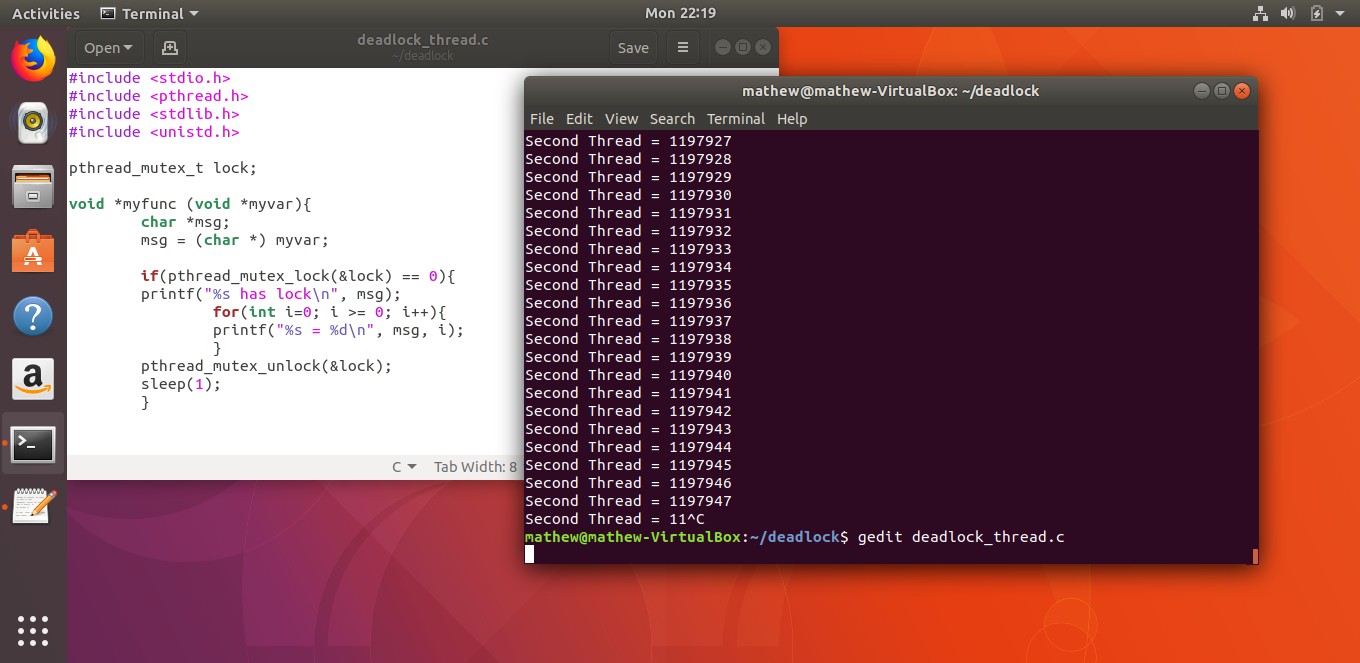 Activities Terminal Mon 22:19
Open deadlock_thread.c Save
~/deadlock
#include <stdio.h>
#include <pthread.h>
#include <stdlib.h>
#include <unistd.h>
pthread_mutex_t lock;
void *myfunc (void *myvar){
char *msg;
msg = (char *) myvar;
if(pthread_mutex_lock(&lock) == 0){
printf("%s has lock\n", msg);
for(int i=0; i >= 0; i++){
printf("%s = %d\n", msg, i);
}
pthread_mutex_unlock(&lock);
sleep(1);
}
C Tab Width: 8
mathew@mathew-VirtualBox: ~/deadlock
File Edit View Search Terminal Help
Second Thread = 1197927
Second Thread = 1197928
Second Thread = 1197929
Second Thread = 1197930
Second Thread = 1197931
Second Thread = 1197932
Second Thread = 1197933
Second Thread = 1197934
Second Thread = 1197935
Second Thread = 1197936
Second Thread = 1197937
Second Thread = 1197938
Second Thread = 1197939
Second Thread = 1197940
Second Thread = 1197941
Second Thread = 1197942
Second Thread = 1197943
Second Thread = 1197944
Second Thread = 1197945
Second Thread = 1197946
Second Thread = 1197947
Second Thread = 11^C
mathew@mathew-VirtualBox:~/deadlock$ gedit deadlock_thread.c